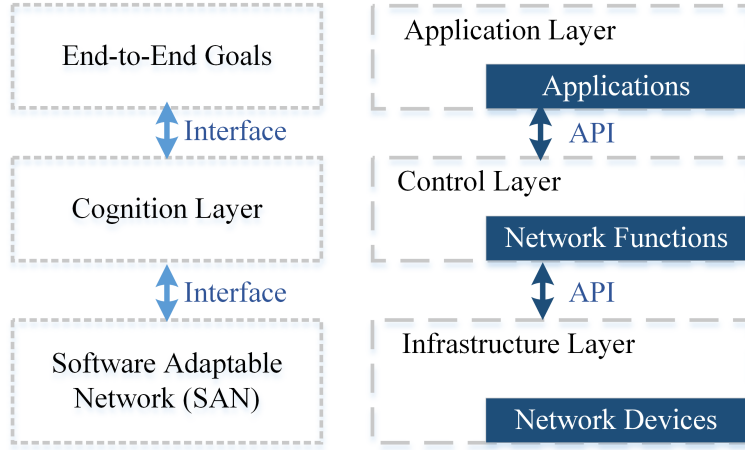 End-to-End Goals
Interface
Cognition Layer
Interface
Software Adaptable
Network (SAN)
Application Layer
Applications
API
Control Layer
Network Functions
API
Infrastructure Layer
Network Devices